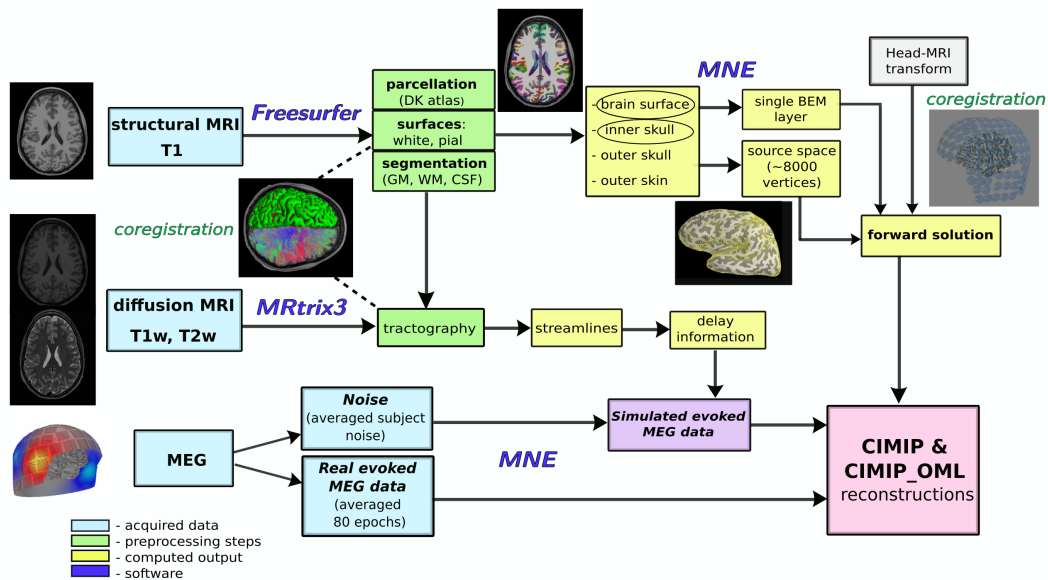 structural MRI
T1
Freesurfer
parcellation
(DK atlas)
surfaces:
white, pial
segmentation
(GM, WM, CSF)
- brain surface
- inner skull
- outer skull
- outer skin
MNE
single BEM
layer
source space
(~8000
vertices)
Head-MRI
transform
coregistration
forward solution
coregistration
diffusion MRI
T1w, T2w
MRtrix3
tractography
streamlines
delay
information
MEG
Noise
(averaged subject
noise)
Real evoked
MEG data
(averaged
80 epochs)
MNE
Simulated evoked
MEG data
CIMIP &
CIMIP_OML
reconstructions
- acquired data
- preprocessing steps
- computed output
- software